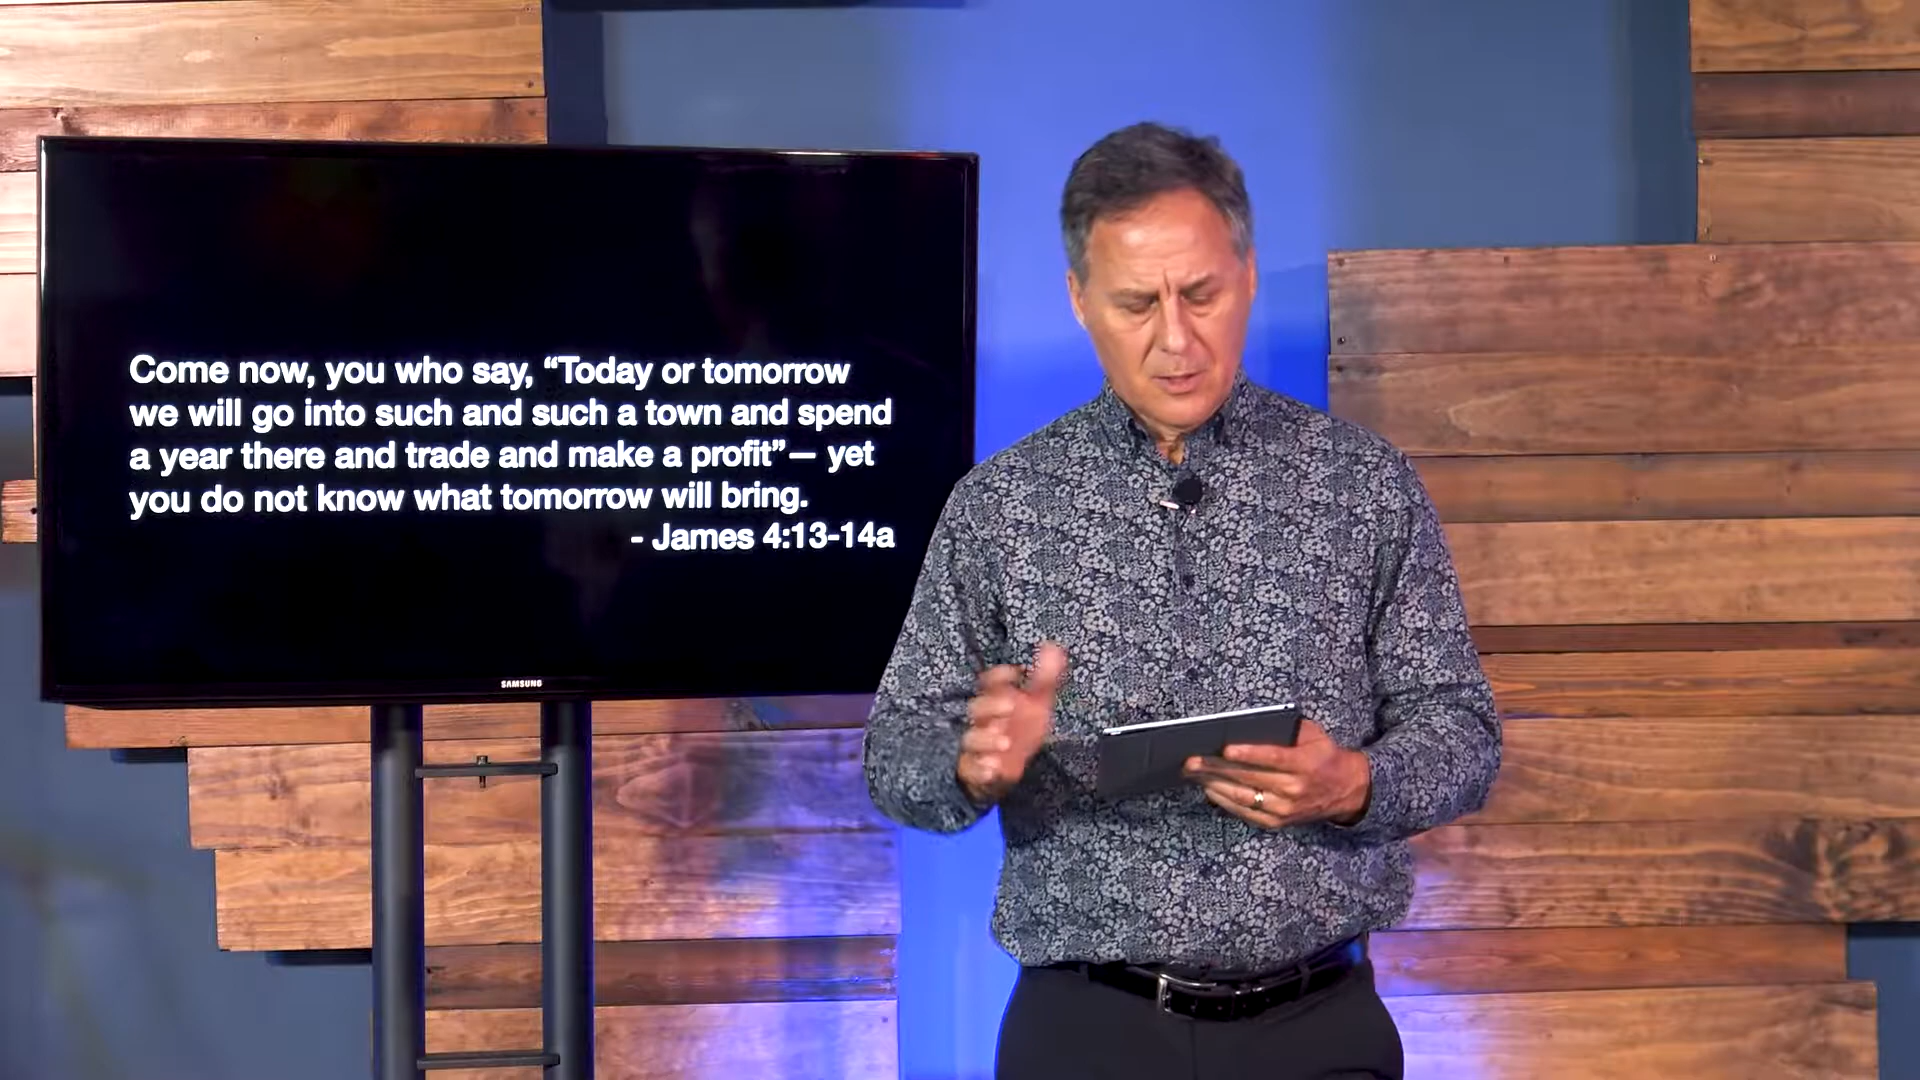 Come now, you who say, “Today or tomorrow
we will go into such and such a town and spend
a year there and trade and make a profit”— yet
you do not know what tomorrow will bring.
- James 4:13-14a
SAMSUNG